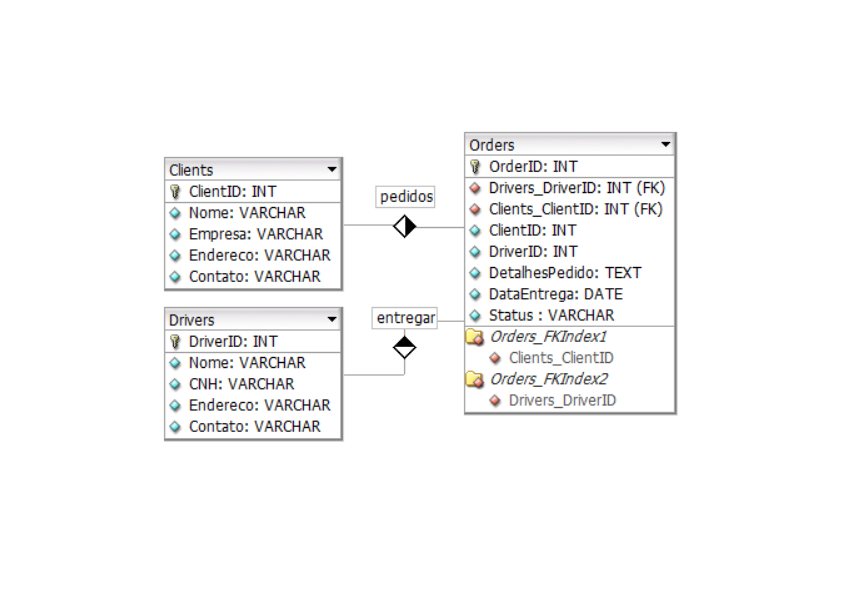 Clients
ClientID: INT
Nome: VARCHAR
Empresa: VARCHAR
Endereco: VARCHAR
Contato: VARCHAR
pedidos
Drivers
DriverID: INT
Nome: VARCHAR
CNH: VARCHAR
Endereco: VARCHAR
Contato: VARCHAR
entregar
Orders
OrderID: INT
Drivers_DriverID: INT (FK)
Clients_ClientID: INT (FK)
ClientID: INT
DriverID: INT
DetalhesPedido: TEXT
DataEntrega: DATE
Status : VARCHAR
Orders_FKIndex1
Clients_ClientID
Orders_FKIndex2
Drivers_DriverID